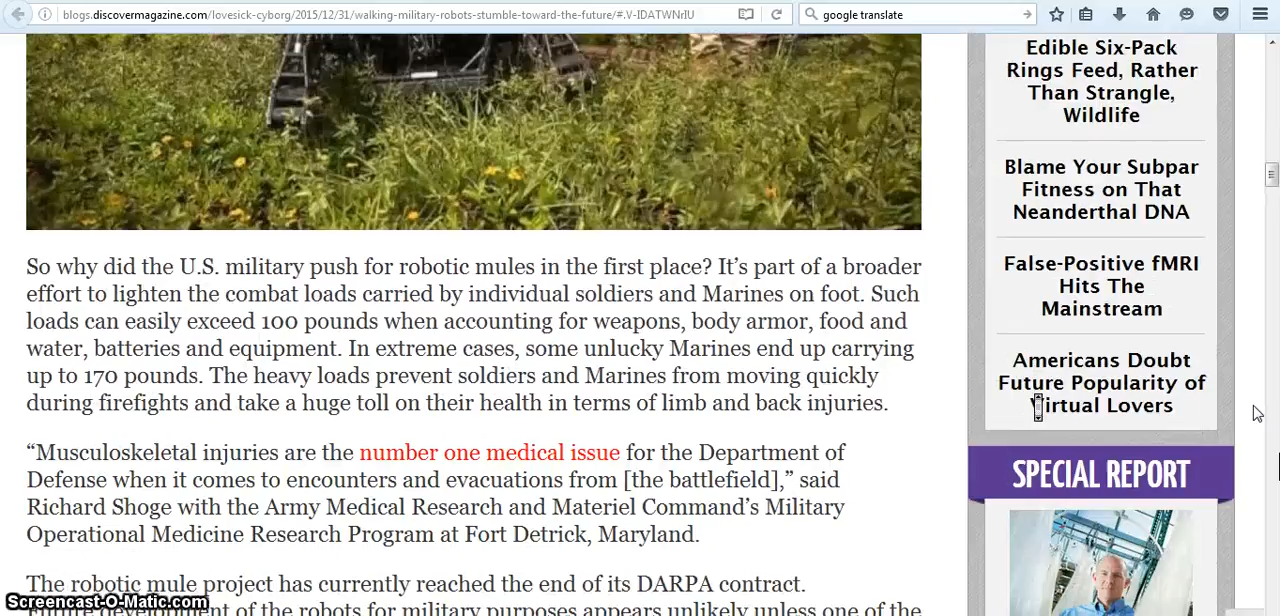 blogs.discovermagazine.com/lovesick-cyborg/2015/12/31/walking-military-robots-stumble-toward-the-future/#.V-IDATWNrIU
google translate
Edible Six-Pack
Rings Feed, Rather
Than Strangle,
Wildlife
Blame Your Subpar
Fitness on That
Neanderthal DNA
False-Positive fMRI
Hits The
Mainstream
Americans Doubt
Future Popularity of
Virtual Lovers
SPECIAL REPORT
So why did the U.S. military push for robotic mules in the first place? It’s part of a broader
effort to lighten the combat loads carried by individual soldiers and Marines on foot. Such
loads can easily exceed 100 pounds when accounting for weapons, body armor, food and
water, batteries and equipment. In extreme cases, some unlucky Marines end up carrying
up to 170 pounds. The heavy loads prevent soldiers and Marines from moving quickly
during firefights and take a huge toll on their health in terms of limb and back injuries.
“Musculoskeletal injuries are the number one medical issue for the Department of
Defense when it comes to encounters and evacuations from [the battlefield],” said
Richard Shoge with the Army Medical Research and Materiel Command’s Military
Operational Medicine Research Program at Fort Detrick, Maryland.
The robotic mule project has currently reached the end of its DARPA contract.
Future development of the robots for military purposes appears unlikely unless one of the
Screencast-O-Matic.com